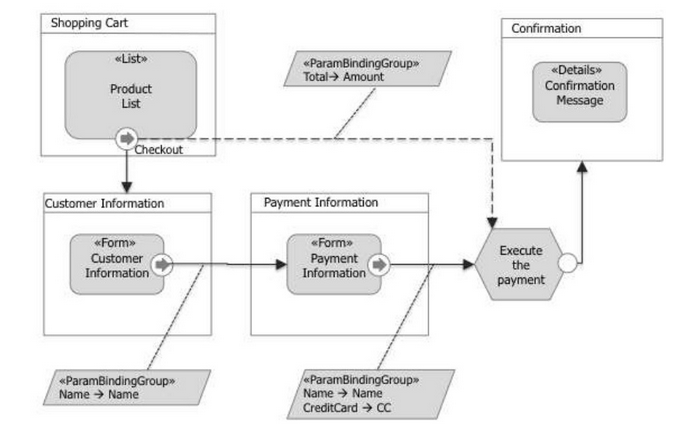 Shopping Cart
«List»
Product
List
Checkout
«ParamBindingGroup»
Total→ Amount
Confirmation
«Details»
Confirmation
Message
Customer Information
«Form»
Customer
Information
Payment Information
«Form»
Payment
Information
Execute
the
payment
«ParamBindingGroup»
Name → Name
«ParamBindingGroup»
Name → Name
CreditCard → CC